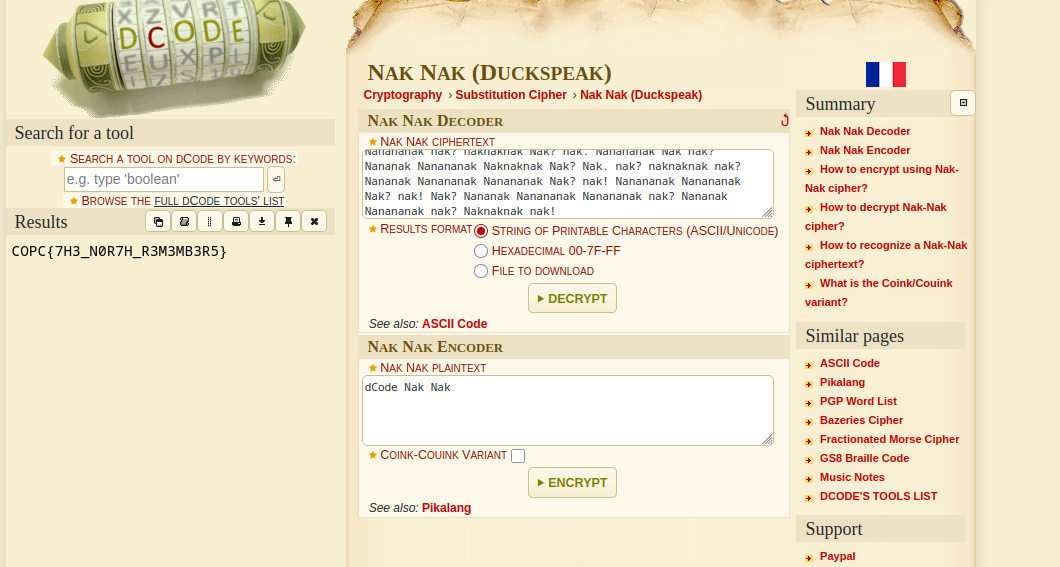 DCODE
Search for a tool
★ SEARCH A TOOL ON DCODE BY KEYWORDS:
e.g. type 'boolean'
★ BROWSE THE FULL DCODE TOOLS' LIST
Results
COPC{7H3_N0R7H_R3M3MB3R5}
NAK NAK (DUCKSPEAK)
Cryptography › Substitution Cipher › Nak Nak (Duckspeak)
NAK NAK DECODER
★ NAK NAK CIPHERTEXT
Nananak nak? naknaknak Nak? nak. Nananananak Nak nak?
Nananak Nanananak Naknaknak Nak? Nak. nak? naknaknak nak?
Nananak Nanananak Nanananak Nak? nak! Nanananak Nanananak
Nak? nak! Nak? Nananak Nanananak Nanananak nak? Nananak
Nanananak nak? Naknaknak nak!
★ RESULTS FORMAT
STRING OF PRINTABLE CHARACTERS (ASCII/UNICODE)
HEXADECIMAL 00-7F-FF
FILE TO DOWNLOAD
► DECRYPT
See also: ASCII Code
NAK NAK ENCODER
★ NAK NAK PLAINTEXT
dCode Nak Nak
★ COINK-COUINK VARIANT
► ENCRYPT
See also: Pikalang
Summary
Nak Nak Decoder
Nak Nak Encoder
How to encrypt using Nak-
Nak cipher?
How to decrypt Nak-Nak
cipher?
How to recognize a Nak-Nak
ciphertext?
What is the Coink/Couink
variant?
Similar pages
ASCII Code
Pikalang
PGP Word List
Bazeries Cipher
Fractionated Morse Cipher
GS8 Braille Code
Music Notes
DCODE'S TOOLS LIST
Support
Paypal